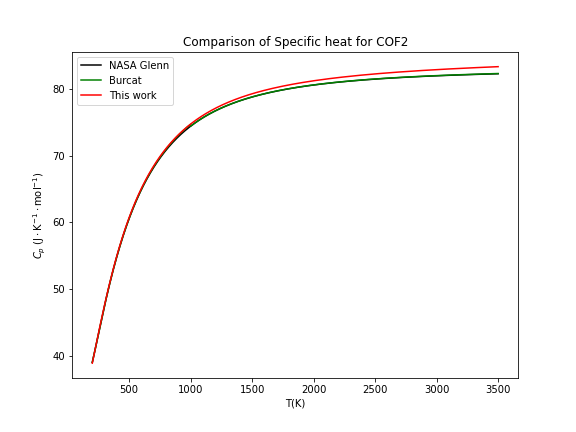 Comparison of Specific heat for COF2
NASA Glenn
Burcat
This work
80
70
60
50
40
C_p (J · K⁻¹ · mol⁻¹)
500 1000 1500 2000 2500 3000 3500
T(K)